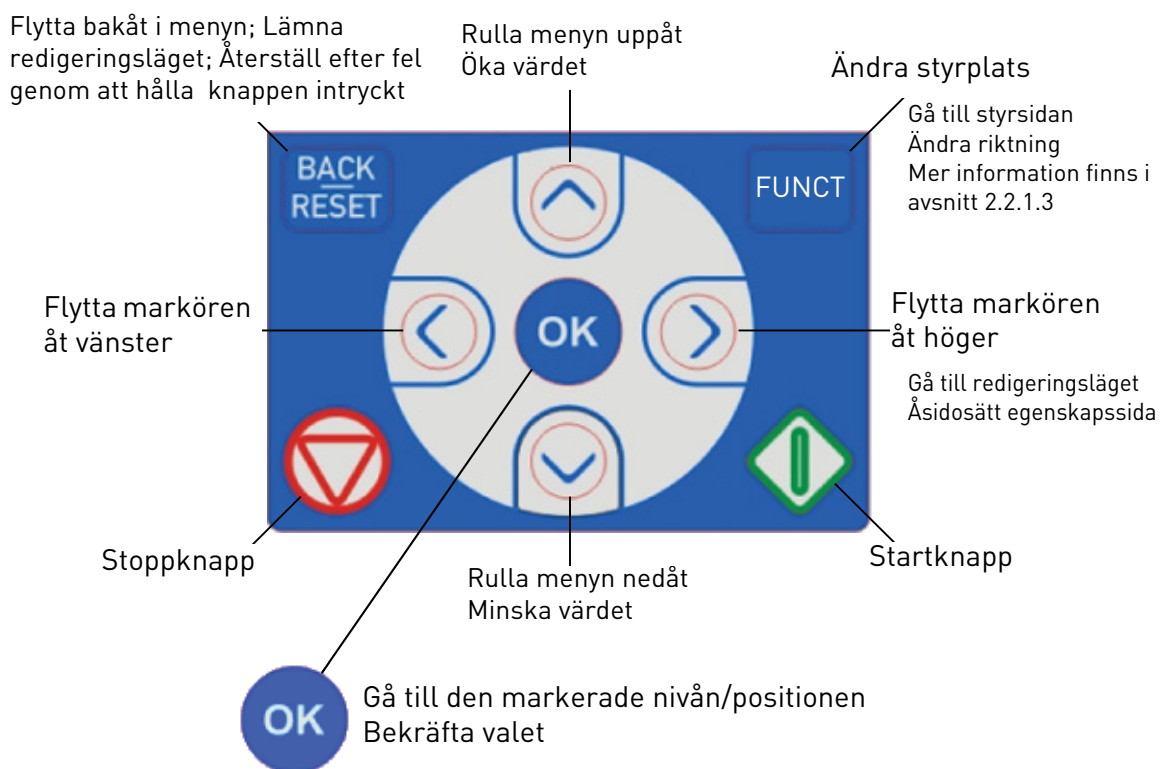 Flytta bakåt i menyn; Lämna
redigeringsläget; Återställ efter fel
genom att hålla knappen intryckt
Rulla menyn uppåt
Öka värdet
Ändra styrplats
Gå till styrsidan
Ändra riktning
Mer information finns i
avsnitt 2.2.1.3
BACK
RESET
FUNCT
Flytta markören
åt vänster
OK
Flytta markören
åt höger
Gå till redigeringsläget
Åsidosätt egenskapssida
Stoppknapp
Rulla menyn nedåt
Minska värdet
Startknapp
OK
Gå till den markerade nivån/positionen
Bekräfta valet